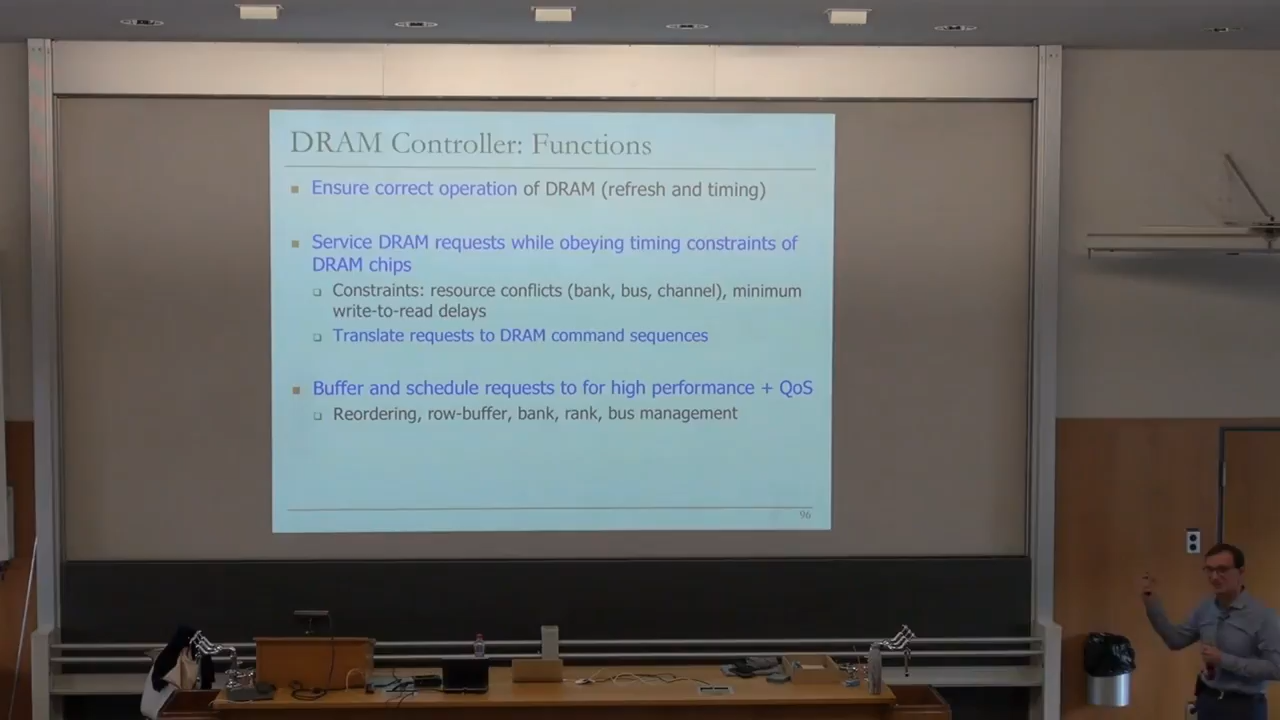 DRAM Controller: Functions
Ensure correct operation of DRAM (refresh and timing)
Service DRAM requests while obeying timing constraints of
DRAM chips
Constraints: resource conflicts (bank, bus, channel), minimum
write-to-read delays
Translate requests to DRAM command sequences
Buffer and schedule requests to for high performance + QoS
Reordering, row-buffer, bank, rank, bus management
96